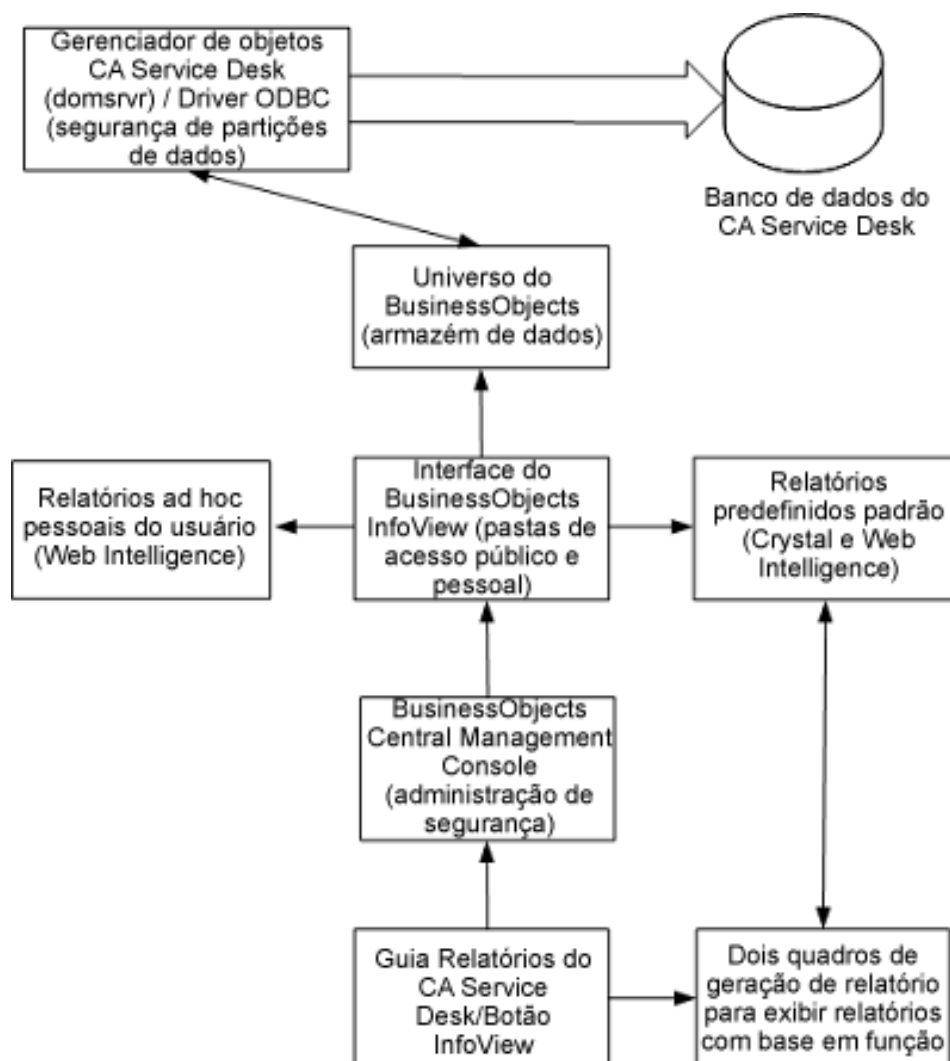 Gerenciador de objetos
CA Service Desk
(domsrvr) / Driver ODBC
(segurança de partições
de dados)
Banco de dados do
CA Service Desk
Universo do
BusinessObjects
(armazém de dados)
Relatórios ad hoc
pessoais do usuário
(Web Intelligence)
Interface do
BusinessObjects
InfoView (pastas de
acesso público e
pessoal)
Relatórios
predefinidos padrão
(Crystal e Web
Intelligence)
BusinessObjects
Central Management
Console
(administração de
segurança)
Guia Relatórios do
CA Service
Desk/Botão
InfoView
Dois quadros de
geração de relatório
para exibir relatórios
com base em função